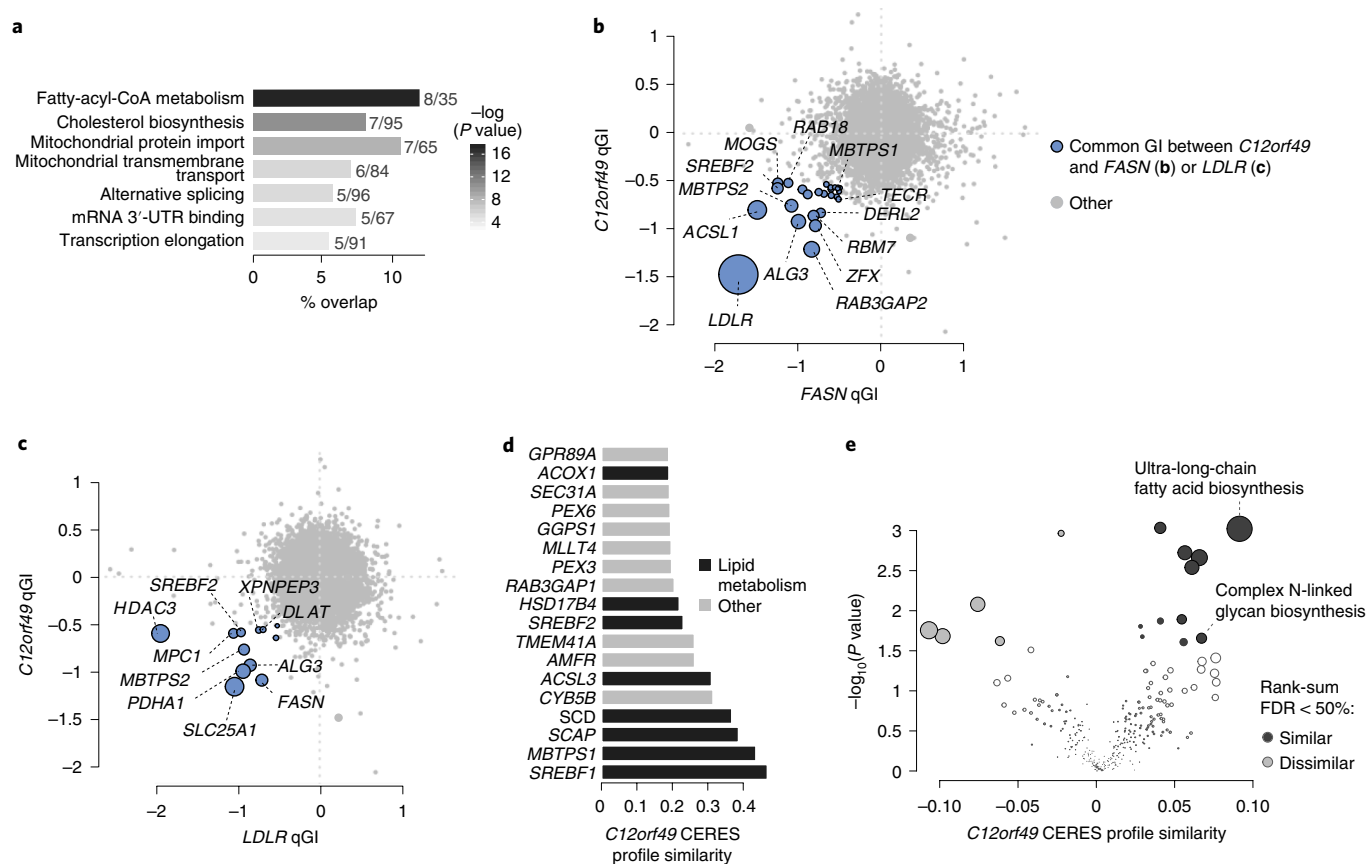 a
Fatty-acyl-CoA metabolism
8/35
Cholesterol biosynthesis
7/95
Mitochondrial protein import
7/65
Mitochondrial transmembrane
transport
6/84
Alternative splicing
5/96
mRNA 3′-UTR binding
5/67
Transcription elongation
5/91
0
5
10
% overlap
–log
(P value)
16
12
8
4
b
1
0.5
0
–0.5
–1
–1.5
–2
C12orf49 qGI
RAB18
MOGS
MBTPS1
SREBF2
MBTPS2
TECR
DERL2
ACSL1
RBM7
ALG3
ZFX
RAB3GAP2
LDLR
–2
–1
0
1
FASN qGI
Common GI between C12orf49
and FASN (b) or LDLR (c)
Other
c
1
0.5
0
–0.5
–1
–1.5
–2
C12orf49 qGI
SREBF2
XPNPEP3
HDAC3
DLAT
MPC1
MBTPS2
ALG3
PDHA1
FASN
SLC25A1
–2
–1
0
1
LDLR qGI
d
GPR89A
ACOX1
SEC31A
PEX6
GGPS1
MLLT4
PEX3
RAB3GAP1
HSD17B4
SREBF2
TMEM41A
AMFR
ACSL3
CYB5B
SCD
SCAP
MBTPS1
SREBF1
Lipid
metabolism
Other
0
0.1
0.2
0.3
0.4
C12orf49 CERES
profile similarity
e
Ultra-long-chain
fatty acid biosynthesis
Complex N-linked
glycan biosynthesis
3
2.5
2
1.5
1
0.5
0
–log10(P value)
Rank-sum
FDR < 50%:
Similar
Dissimilar
–0.10
–0.05
0
0.05
0.10
C12orf49 CERES profile similarity